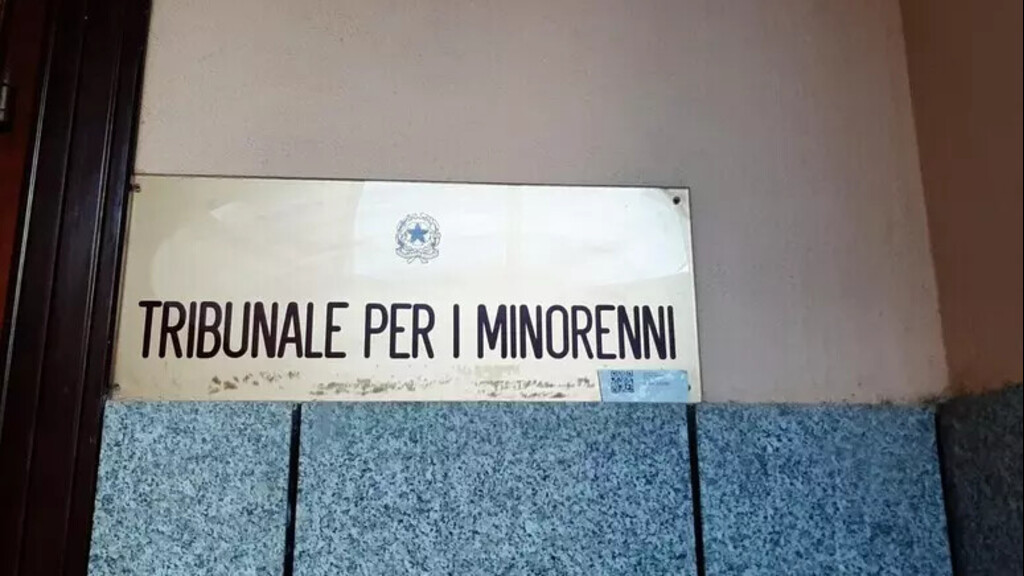 TRIBUNALE PER I MINORENNI